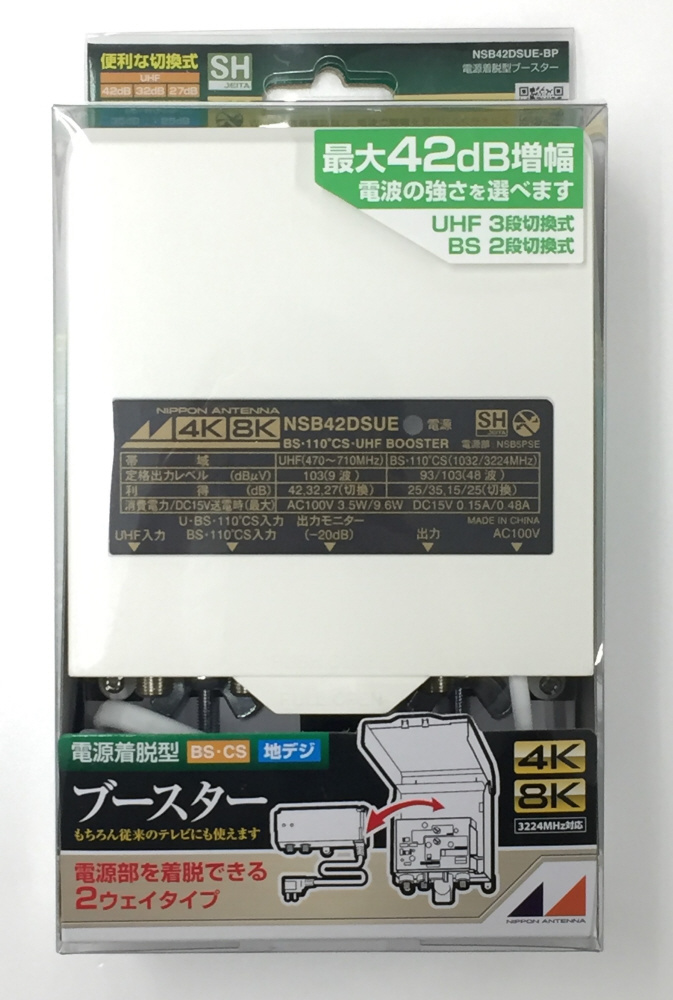 便利な切換式
UHF
42dB 32dB 27dB
SH
JEITA
NSB42DSUE-BP
電源着脱型ブースター
最大42dB増幅
電波の強さを選べます
UHF 3段切換式
BS 2段切換式
NIPPON ANTENNA
4K 8K
NSB42DSUE 電源
BS・110°CS・UHF BOOSTER
SH
JEITA
電源部：NSB5PSE
帯域 UHF(470～710MHz) BS・110°CS(1032/3224MHz)
定格出力レベル (dBμV) 103(9波) 93/103(48波)
利得 (dB) 42,32,27(切換) 25/35,15/25(切換)
消費電力/DC15V送電時(最大) AC100V 3.5W/9.6W DC15V 0.15A/0.48A
MADE IN CHINA
U・BS・110°CS入力 出力モニター
UHF入力 BS・110°CS入力 (-20dB) 出力 AC100V
電源着脱型 BS・CS 地デジ
ブースター
もちろん従来のテレビにも使えます
電源部を着脱できる
2ウェイタイプ
4K
8K
3224MHz対応
NIPPON ANTENNA